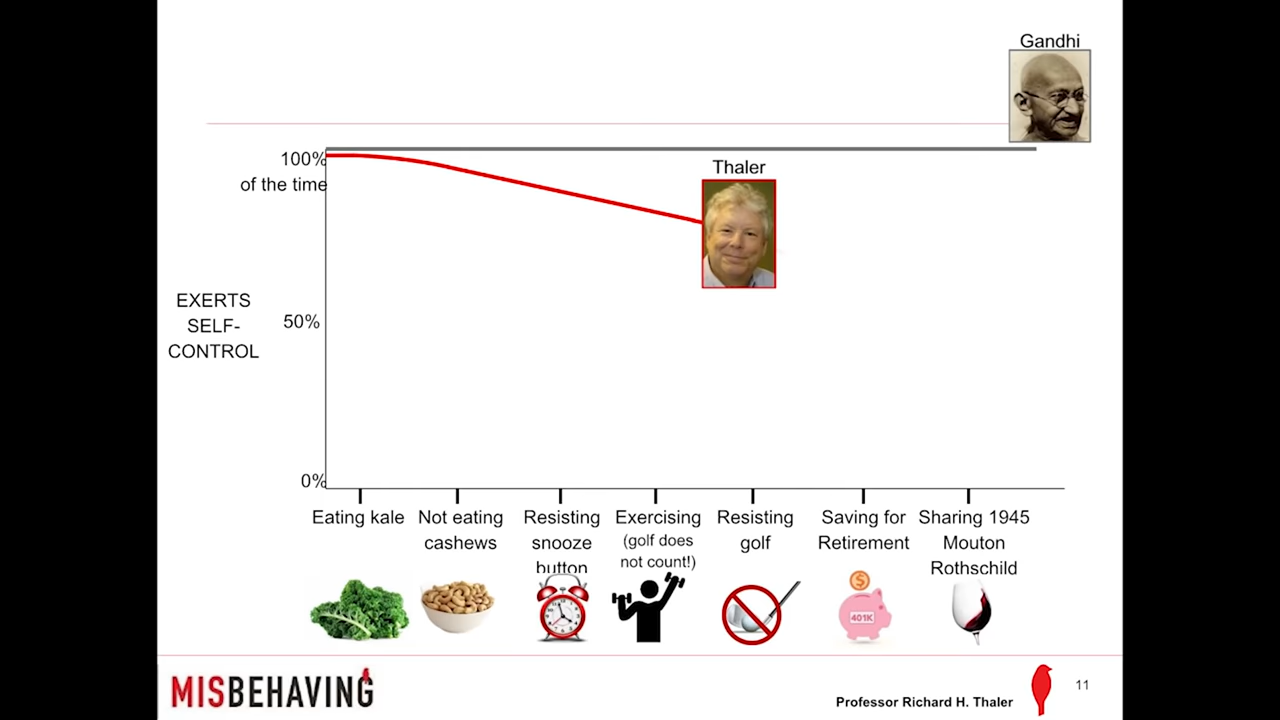 Gandhi
100%
of the time
Thaler
EXERTS
SELF-
CONTROL
50%
0%
Eating kale
Not eating
cashews
Resisting
snooze
button
Exercising
(golf does
not count!)
Resisting
golf
Saving for
Retirement
Sharing 1945
Mouton
Rothschild
$
401K
MISBEHAVING
Professor Richard H. Thaler
11